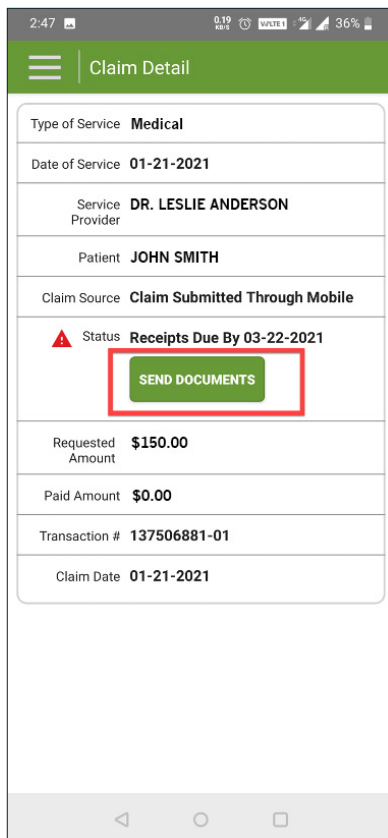 2:47 0.19 KB/S VoLTE1 4G 36%
Claim Detail
Type of Service Medical
Date of Service 01-21-2021
Service DR. LESLIE ANDERSON
Provider
Patient JOHN SMITH
Claim Source Claim Submitted Through Mobile
Status Receipts Due By 03-22-2021
SEND DOCUMENTS
Requested $150.00
Amount
Paid Amount $0.00
Transaction # 137506881-01
Claim Date 01-21-2021